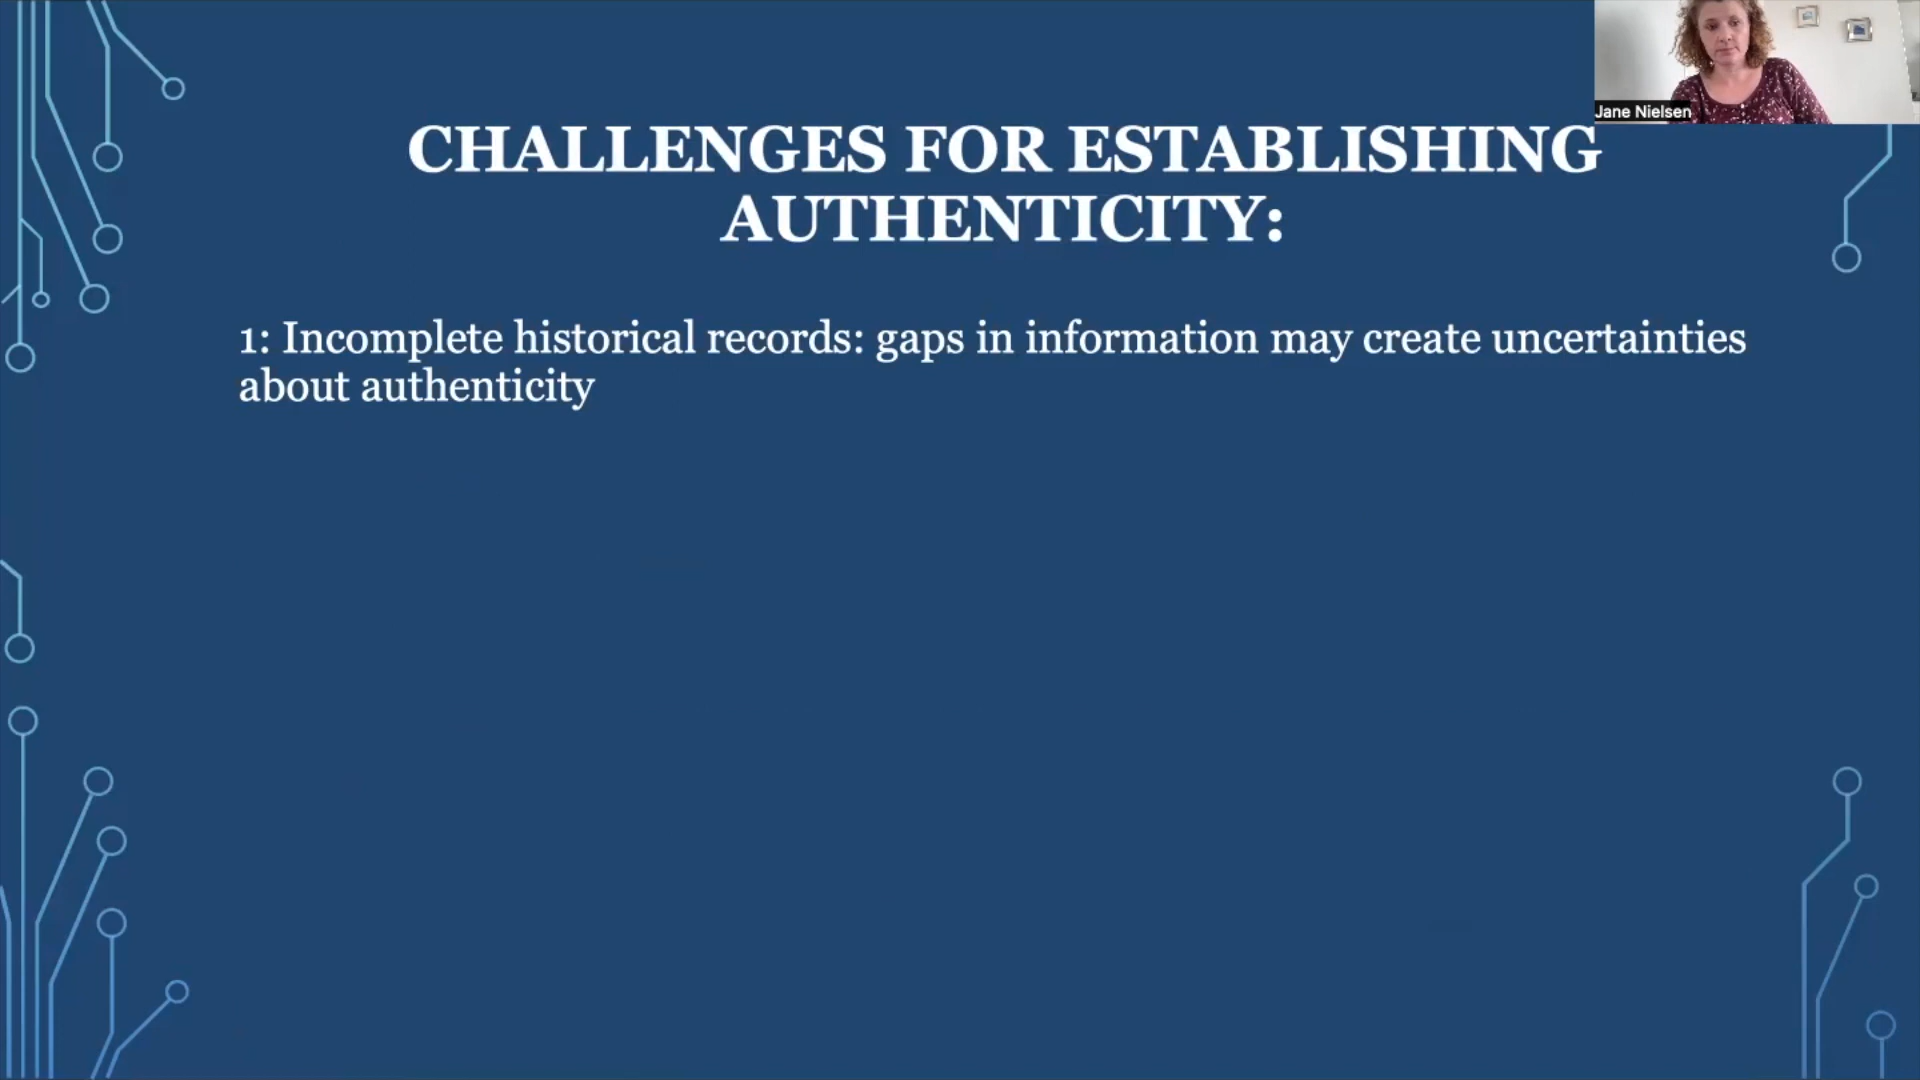 Jane Nielsen
CHALLENGES FOR ESTABLISHING
AUTHENTICITY:
1: Incomplete historical records: gaps in information may create uncertainties
about authenticity